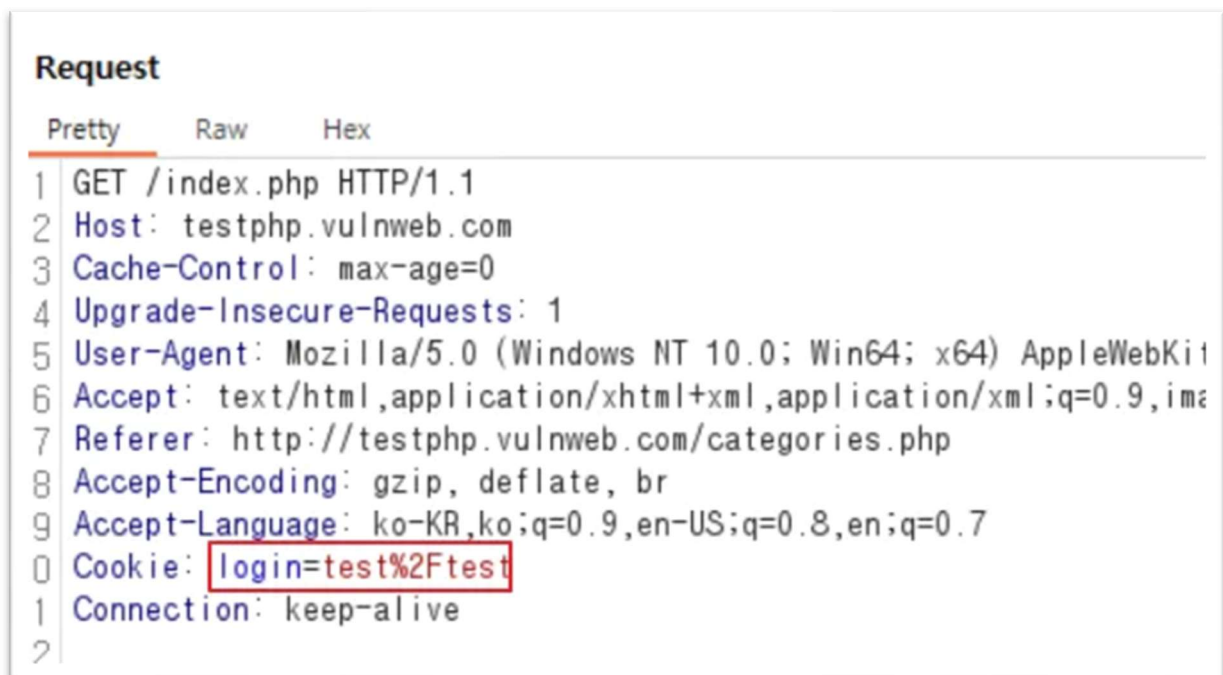 Request
Pretty Raw Hex
1 GET /index.php HTTP/1.1
2 Host: testphp.vulnweb.com
3 Cache-Control: max-age=0
4 Upgrade-Insecure-Requests: 1
5 User-Agent: Mozilla/5.0 (Windows NT 10.0; Win64; x64) AppleWebKit
6 Accept: text/html,application/xhtml+xml,application/xml;q=0.9,ima
7 Referer: http://testphp.vulnweb.com/categories.php
8 Accept-Encoding: gzip, deflate, br
9 Accept-Language: ko-KR,ko;q=0.9,en-US;q=0.8,en;q=0.7
0 Cookie: login=test%2Ftest
1 Connection: keep-alive
2